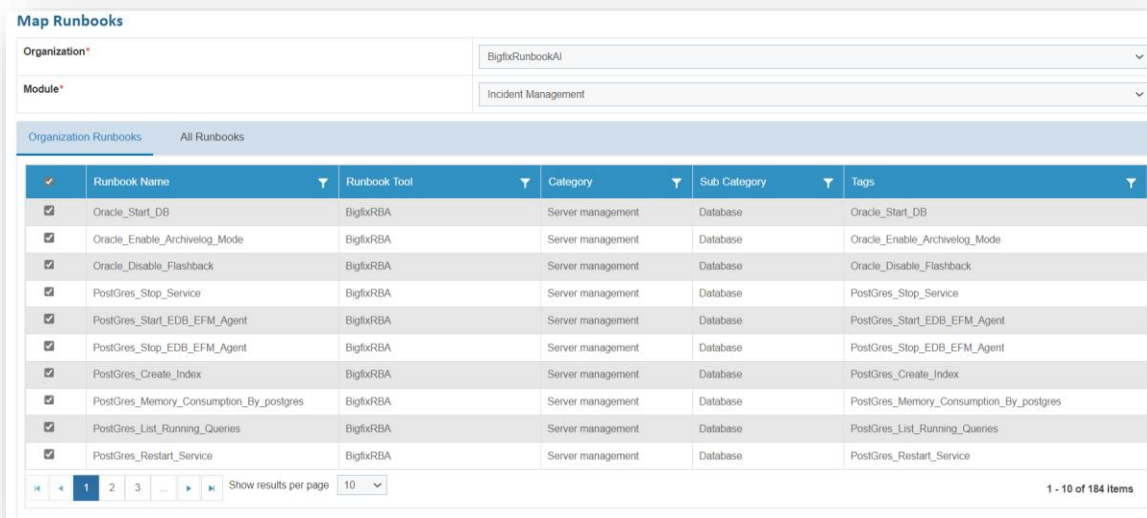 Map Runbooks
Organization* BigfixRunbookAI
Module* Incident Management
Organization Runbooks All Runbooks
Runbook Name Runbook Tool Category Sub Category Tags
Oracle_Start_DB BigfixRBA Server management Database Oracle_Start_DB
Oracle_Enable_Archivelog_Mode BigfixRBA Server management Database Oracle_Enable_Archivelog_Mode
Oracle_Disable_Flashback BigfixRBA Server management Database Oracle_Disable_Flashback
PostGres_Stop_Service BigfixRBA Server management Database PostGres_Stop_Service
PostGres_Start_EDB_EFM_Agent BigfixRBA Server management Database PostGres_Start_EDB_EFM_Agent
PostGres_Stop_EDB_EFM_Agent BigfixRBA Server management Database PostGres_Stop_EDB_EFM_Agent
PostGres_Create_Index BigfixRBA Server management Database PostGres_Create_Index
PostGres_Memory_Consumption_By_postgres BigfixRBA Server management Database PostGres_Memory_Consumption_By_postgres
PostGres_List_Running_Queries BigfixRBA Server management Database PostGres_List_Running_Queries
PostGres_Restart_Service BigfixRBA Server management Database PostGres_Restart_Service
1 2 3 ... Show results per page 10 1 - 10 of 184 items